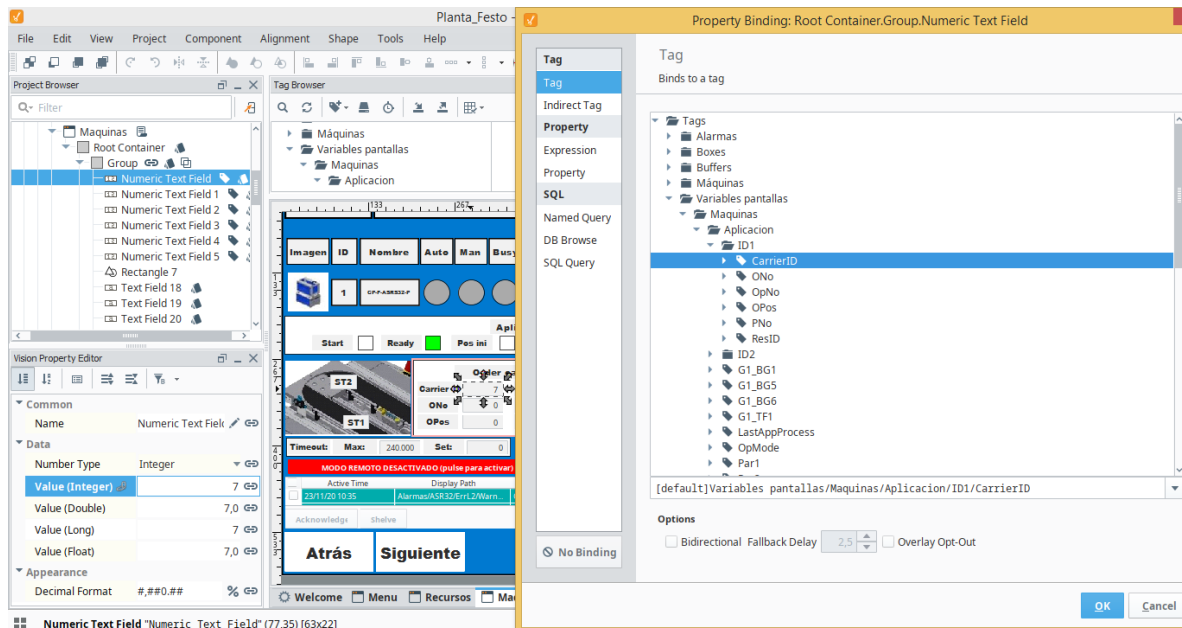 Planta_Festo -
File Edit View Project Component Alignment Shape Tools Help
Project Browser
Filter
Maquinas
Root Container
Group
Numeric Text Field
Numeric Text Field 1
Numeric Text Field 2
Numeric Text Field 3
Numeric Text Field 4
Numeric Text Field 5
Rectangle 7
Text Field 18
Text Field 19
Text Field 20
Vision Property Editor
Common
Name Numeric Text Fielc
Data
Number Type Integer
Value (Integer) 7
Value (Double) 7,0
Value (Long) 7
Value (Float) 7,0
Appearance
Decimal Format #,##0.##
Numeric Text Field "Numeric Text Field" (77,35) [63x22]
Tag Browser
Máquinas
Variables pantallas
Maquinas
Aplicacion
133 267
Imagen ID Nombre Auto Man Busy
1 CP-F-ASRS32-P
Apli
Start Ready Pos ini
ST2
ST1
Carrier 7
ONo 0
OPos 0
Timeout: Max: 240.000 Set: 0
MODO REMOTO DESACTIVADO (pulse para activar)
Active Time Display Path
23/11/20 10:35 Alarmas/ASR32/ErrL2/Warn...
Acknowledge Shelve
Atrás Siguiente
Welcome Menu Recursos Ma
Property Binding: Root Container.Group.Numeric Text Field
Tag
Tag
Indirect Tag
Property
Expression
Property
SQL
Named Query
DB Browse
SQL Query
No Binding
Tag
Binds to a tag
Tags
Alarmas
Boxes
Buffers
Máquinas
Variables pantallas
Maquinas
Aplicacion
ID1
CarrierID
ONo
OpNo
OPos
PNo
ResID
ID2
G1_BG1
G1_BG5
G1_BG6
G1_TF1
LastAppProcess
OpMode
Par1
[default]Variables pantallas/Maquinas/Aplicacion/ID1/CarrierID
Options
Bidirectional Fallback Delay 2,5 Overlay Opt-Out
OK Cancel